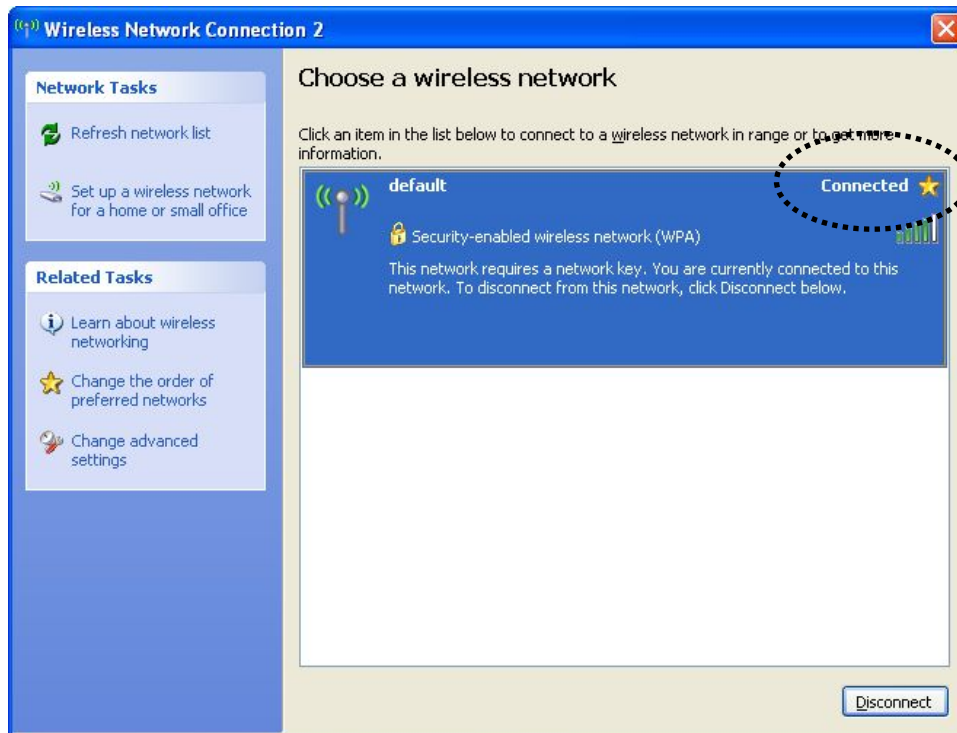 Wireless Network Connection 2
Network Tasks
Refresh network list
Set up a wireless network
for a home or small office
Related Tasks
Learn about wireless
networking
Change the order of
preferred networks
Change advanced
settings
Choose a wireless network
Click an item in the list below to connect to a wireless network in range or to get more
information.
default
Connected
Security-enabled wireless network (WPA)
This network requires a network key. You are currently connected to this
network. To disconnect from this network, click Disconnect below.
Disconnect